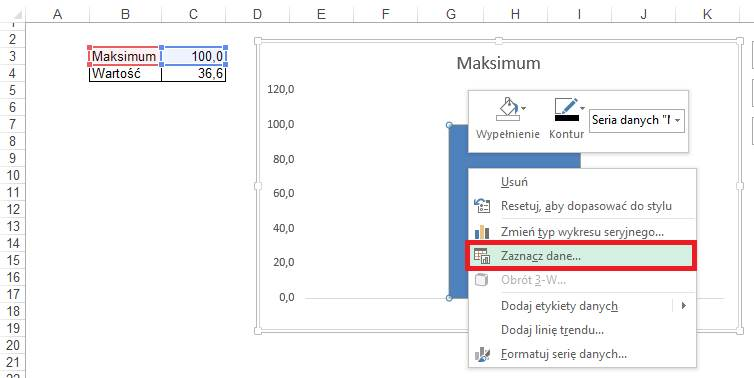 A B C D E F G H I J K
2
3 Maksimum 100,0
4 Wartość 36,6
5
6
7
8
9
10
11
12
13
14
15
16
17
18
19
20
21
Maksimum
120,0
100,0
80,0
60,0
40,0
20,0
0,0
Wypełnienie Kontur Seria danych "I
Usuń
Resetuj, aby dopasować do stylu
Zmień typ wykresu seryjnego...
Zaznacz dane...
Obrót 3-W...
Dodaj etykiety danych
Dodaj linię trendu...
Formatuj serię danych...